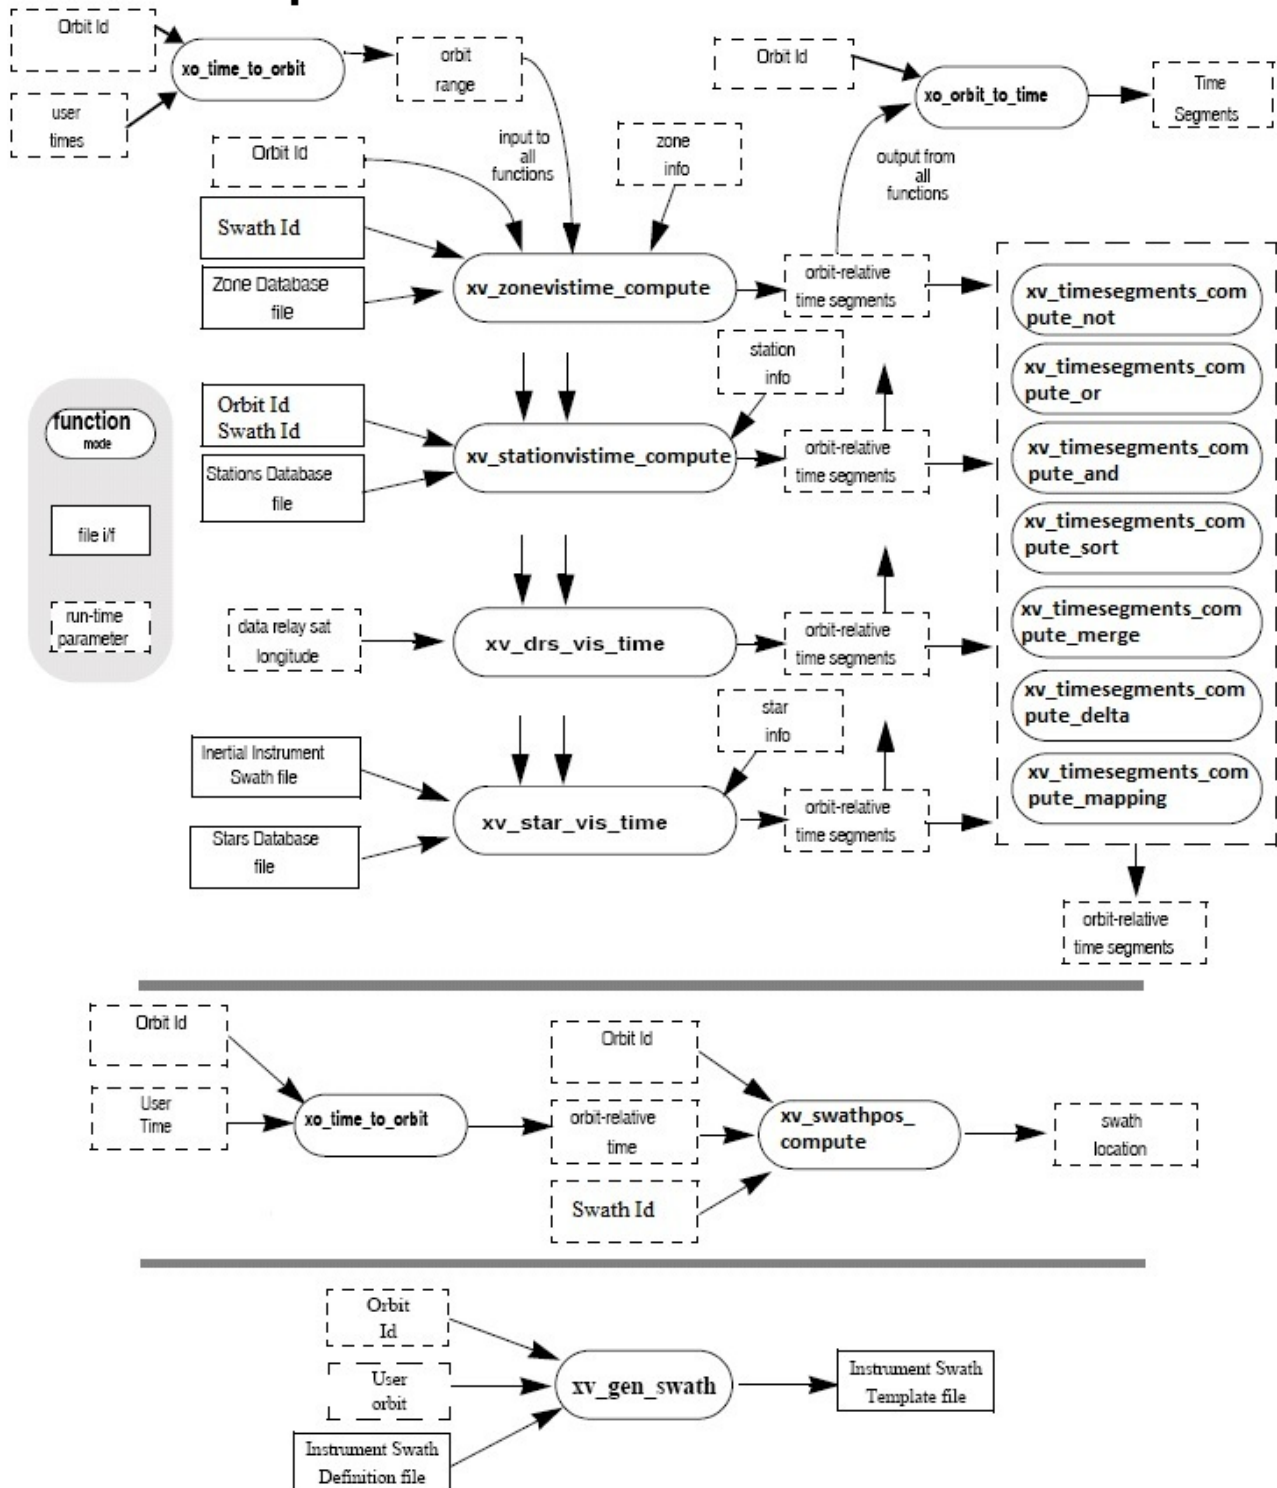 Orbit Id
xo_time_to_orbit
user
times
orbit
range
Orbit Id
xo_orbit_to_time
Time
Segments
Orbit Id
input to
all
functions
zone
info
output from
all
functions
Swath Id
Zone Database
file
xv_zonevistime_compute
orbit-relative
time segments
station
info
Orbit Id
Swath Id
Stations Database
file
xv_stationvistime_compute
orbit-relative
time segments
function
mode
file i/f
run-time
parameter
data relay sat
longitude
xv_drs_vis_time
orbit-relative
time segments
star
info
Inertial Instrument
Swath file
Stars Database
file
xv_star_vis_time
orbit-relative
time segments
xv_timesegments_com
pute_not
xv_timesegments_com
pute_or
xv_timesegments_com
pute_and
xv_timesegments_com
pute_sort
xv_timesegments_com
pute_merge
xv_timesegments_com
pute_delta
xv_timesegments_com
pute_mapping
orbit-relative
time segments
Orbit Id
User
Time
xo_time_to_orbit
Orbit Id
orbit-relative
time
Swath Id
xv_swathpos_
compute
swath
location
Orbit
Id
User
orbit
Instrument Swath
Definition file
xv_gen_swath
Instrument Swath
Template file